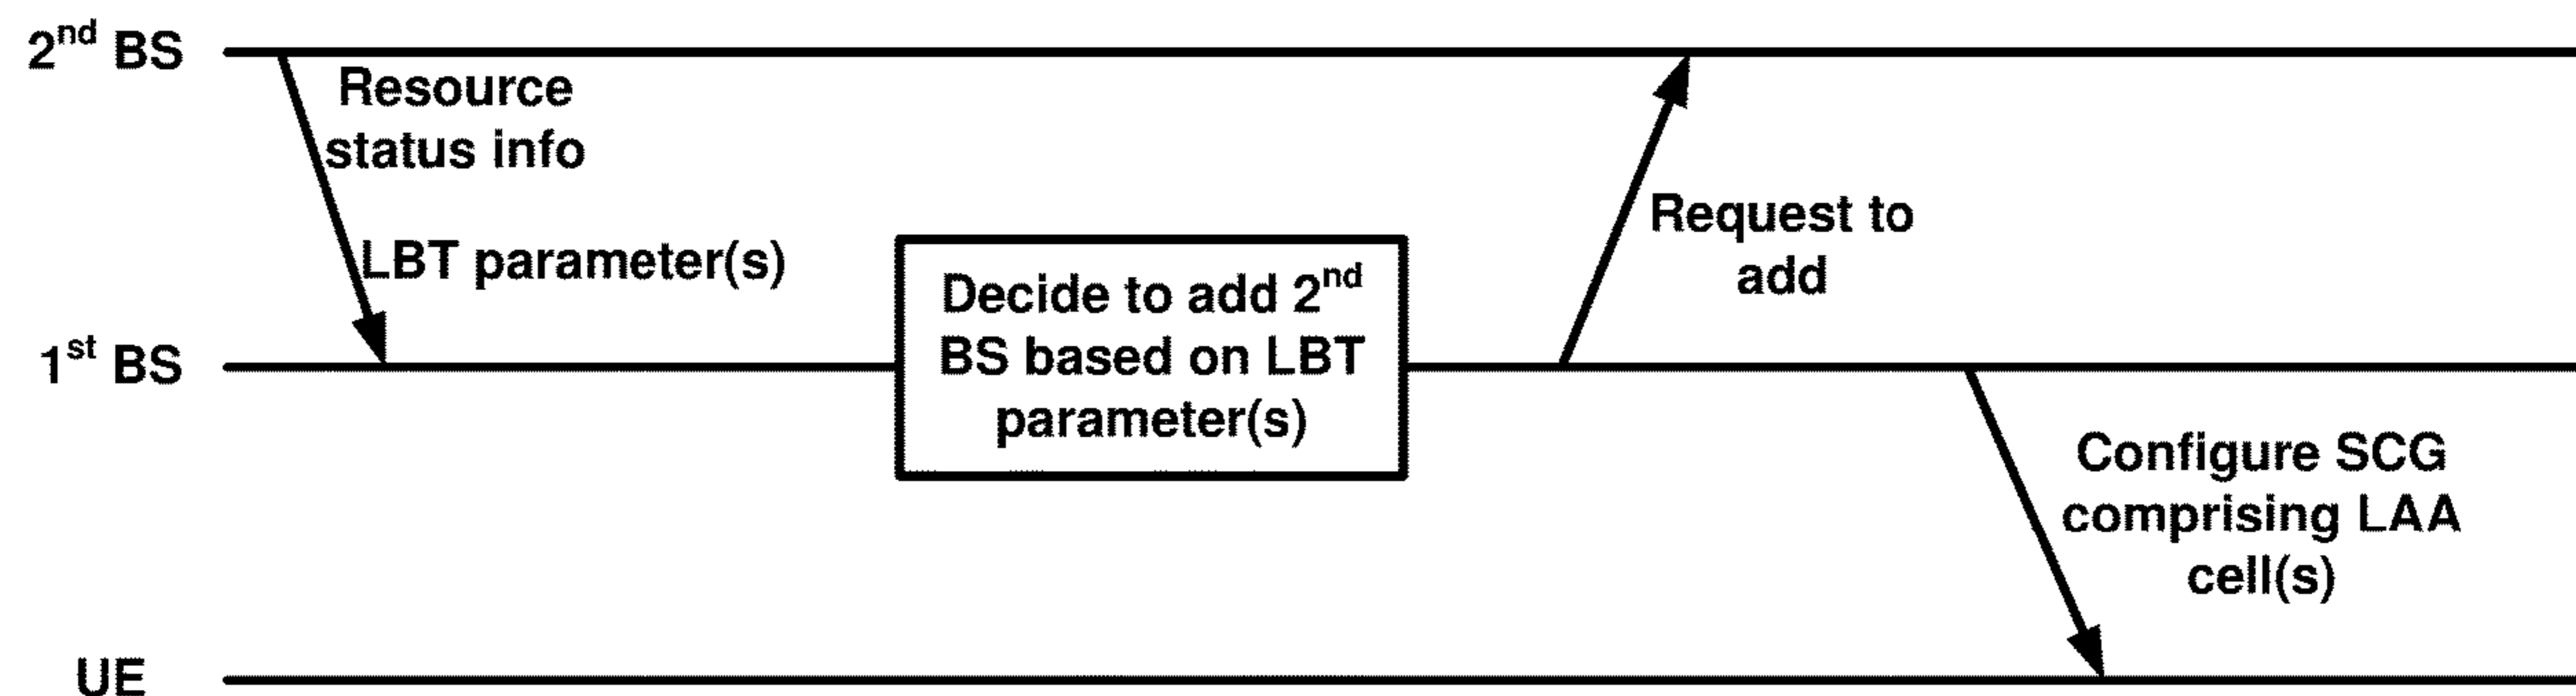 2nd BS
Resource
status info
LBT parameter(s)
1st BS
Decide to add 2nd
BS based on LBT
parameter(s)
Request to
add
Configure SCG
comprising LAA
cell(s)
UE